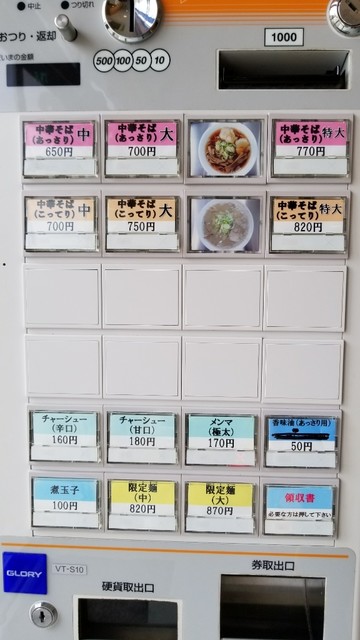 中止 つり切れ
おつり・返却
いまの金額
500 100 50 10
1000
中華そば
(あっさり) 中
650円
中華そば
(あっさり) 大
700円
中華そば
(あっさり) 特大
770円
中華そば
(こってり) 中
700円
中華そば
(こってり) 大
750円
中華そば
(こってり) 特大
820円
チャーシュー
(辛口)
160円
チャーシュー
(甘口)
180円
メンマ
(極太)
170円
香味油(あっさり用)
50円
煮玉子
100円
限定麺
(中)
820円
限定麺
(大)
870円
領収書
必要な方は押して下さい
GLORY
VT-S10
硬貨取出口
券取出口